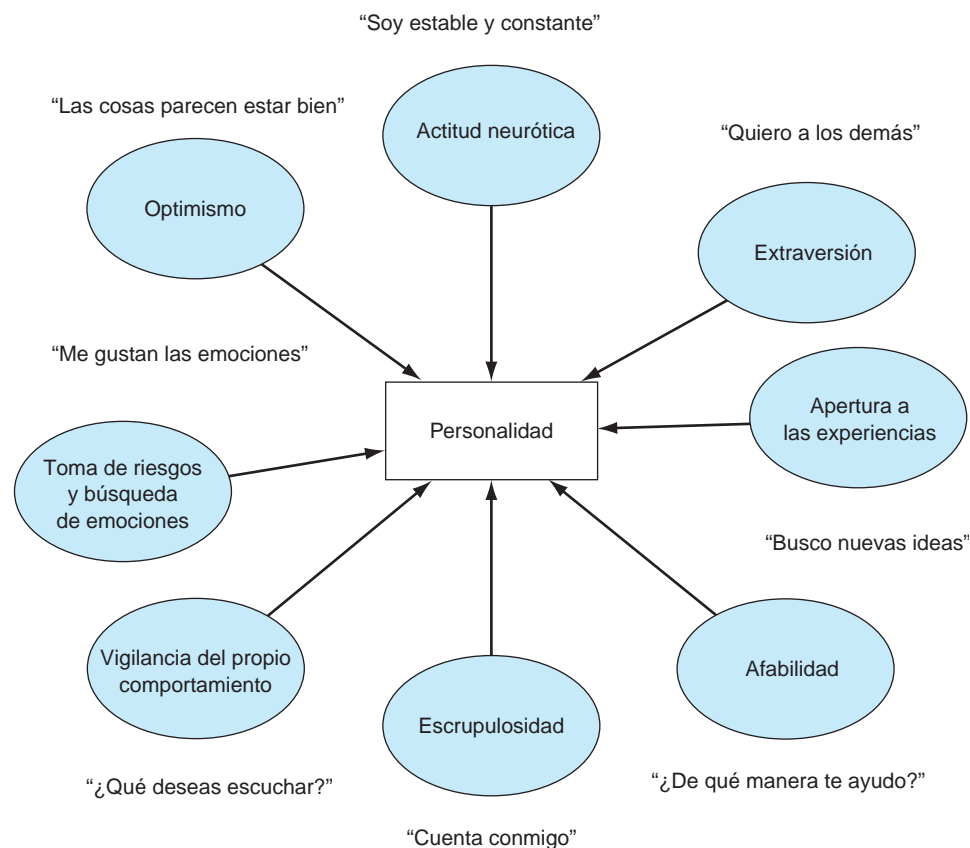 “Soy estable y constante”
“Las cosas parecen estar bien”
Actitud neurótica
“Quiero a los demás”
Optimismo
Extraversión
“Me gustan las emociones”
Personalidad
Apertura a
las experiencias
Toma de riesgos
y búsqueda
de emociones
“Busco nuevas ideas”
Vigilancia del propio
comportamiento
Escrupulosidad
Afabilidad
“¿Qué deseas escuchar?”
“¿De qué manera te ayudo?”
“Cuenta conmigo”